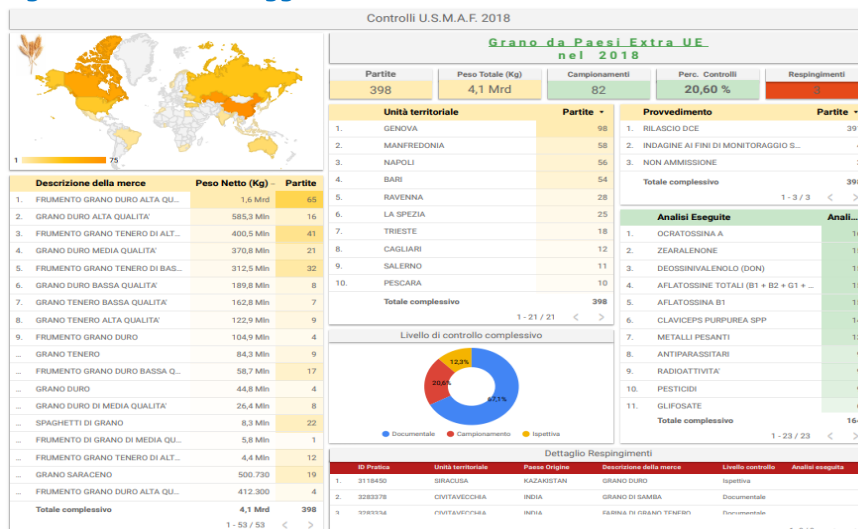 Controlli U.S.M.A.F. 2018
1
75
Grano da Paesi Extra UE
nel 2018
Partite
398
Peso Totale (Kg)
4,1 Mrd
Campionamenti
82
Perc. Controlli
20,60 %
Respingimenti
3
Descrizione della merce Peso Netto (Kg) Partite
1. FRUMENTO GRANO DURO ALTA QU... 1,6 Mrd 65
2. GRANO DURO ALTA QUALITA' 585,3 Mln 16
3. FRUMENTO GRANO TENERO DI ALT... 400,5 Mln 41
4. GRANO DURO MEDIA QUALITA' 370,8 Mln 21
5. FRUMENTO GRANO TENERO DI BAS... 312,5 Mln 32
6. GRANO DURO BASSA QUALITA' 189,8 Mln 8
7. GRANO TENERO BASSA QUALITA' 162,8 Mln 7
8. GRANO TENERO ALTA QUALITA' 122,9 Mln 9
9. FRUMENTO GRANO DURO 104,9 Mln 4
... GRANO TENERO 84,3 Mln 9
... FRUMENTO GRANO DURO BASSA Q... 58,7 Mln 17
... GRANO DURO 44,8 Mln 4
... GRANO DURO DI MEDIA QUALITA' 26,4 Mln 8
... SPAGHETTI DI GRANO 8,3 Mln 22
... FRUMENTO DI GRANO DI MEDIA QU... 5,8 Mln 1
... FRUMENTO GRANO TENERO DI ALT... 4,4 Mln 12
... GRANO SARACENO 500.730 19
... FRUMENTO GRANO DURO ALTA QU... 412.300 4
Totale complessivo 4,1 Mrd 398
1 - 53 / 53 < >
Unità territoriale Partite
1. GENOVA 98
2. MANFREDONIA 58
3. NAPOLI 56
4. BARI 54
5. RAVENNA 28
6. LA SPEZIA 25
7. TRIESTE 18
8. CAGLIARI 12
9. SALERNO 11
10. PESCARA 10
Totale complessivo 398
1 - 21 / 21 < >
Livello di controllo complessivo
12,3%
20,6%
67,1%
Documentale Campionamento Ispettiva
Provvedimento Partite
1. RILASCIO DCE
2. INDAGINE AI FINI DI MONITORAGGIO S...
3. NON AMMISSIONE
Totale complessivo 398
1 - 3 / 3 < >
Analisi Eseguite Anali...
1. OCRATOSSINA A
2. ZEARALENONE
3. DEOSSINIVALENOLO (DON)
4. AFLATOSSINE TOTALI (B1 + B2 + G1 + ...
5. AFLATOSSINA B1
6. CLAVICEPS PURPUREA SPP
7. METALLI PESANTI
8. ANTIPARASSITARI
9. RADIOATTIVITA'
10. PESTICIDI
11. GLIFOSATE
Totale complessivo
1 - 23 / 23 < >
Dettaglio Respingimenti
ID Pratica Unità territoriale Paese Origine Descrizione della merce Livello controllo Analisi eseguita
1. 3118450 SIRACUSA KAZAKISTAN GRANO DURO Ispettiva
2. 3283378 CIVITAVECCHIA INDIA GRANO DI SAMBA Documentale
3. 3283334 CIVITAVECCHIA INDIA FARINA DI GRANO TENERO Documentale